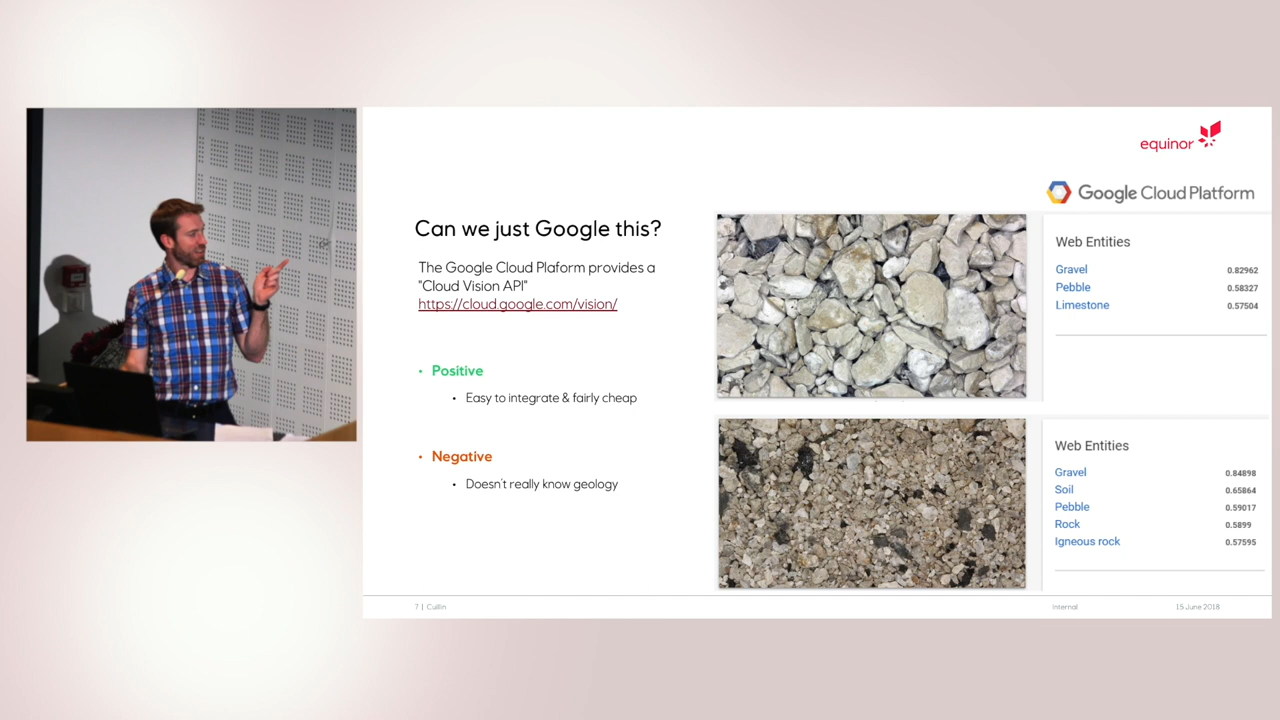 equinor
Google Cloud Platform
Can we just Google this?
The Google Cloud Plaform provides a
"Cloud Vision API"
https://cloud.google.com/vision/
• Positive
• Easy to integrate & fairly cheap
• Negative
• Doesn't really know geology
Web Entities
Gravel 0.82962
Pebble 0.58327
Limestone 0.57504
Web Entities
Gravel 0.84898
Soil 0.65864
Pebble 0.59017
Rock 0.5899
Igneous rock 0.57595
7 | Cuillin
Internal
15 June 2018